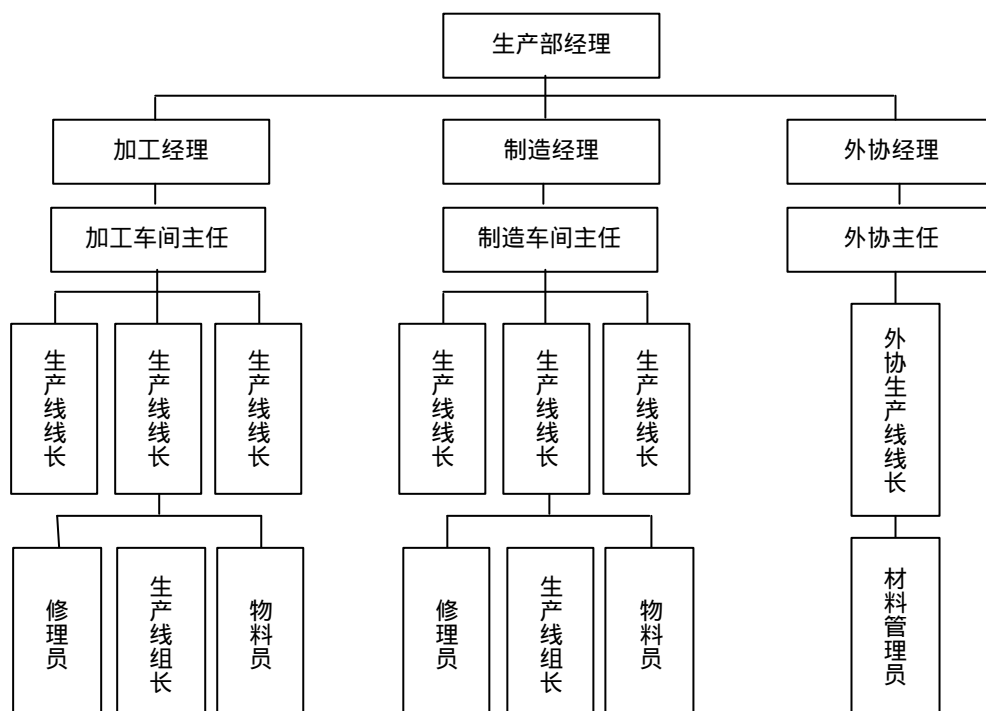 生产部经理
加工经理
制造经理
外协经理
加工车间主任
制造车间主任
外协主任
生产线线长
生产线线长
生产线线长
生产线线长
生产线线长
生产线线长
外协生产线线长
修理员
生产线组长
物料员
修理员
生产线组长
物料员
材料管理员